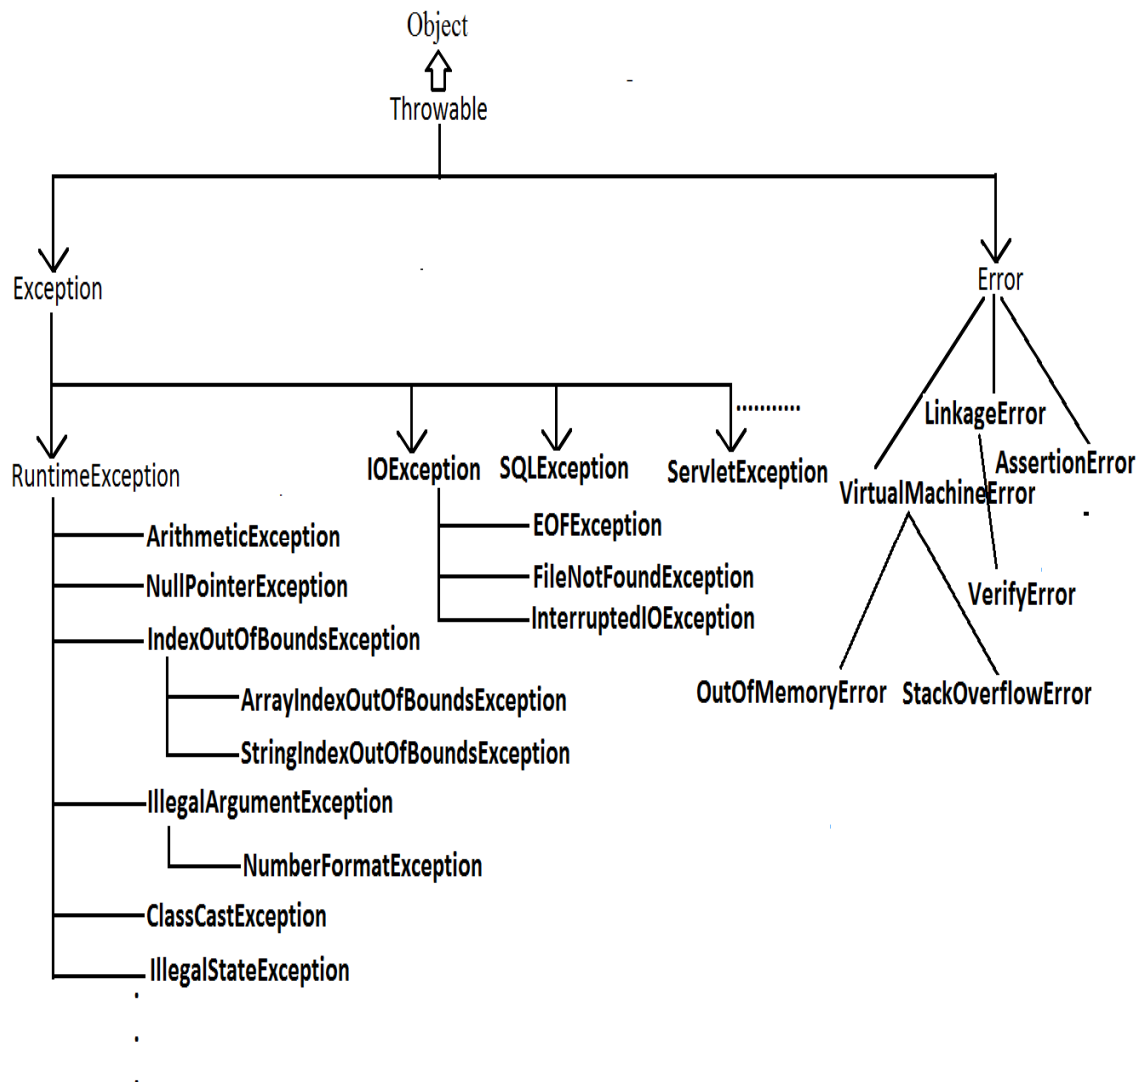 Object
Throwable
Exception
Error
RuntimeException
IOException
SQLException
ServletException
...........
LinkageError
AssertionError
VirtualMachineError
VerifyError
OutOfMemoryError
StackOverflowError
EOFException
FileNotFoundException
InterruptedIOException
ArithmeticException
NullPointerException
IndexOutOfBoundsException
ArrayIndexOutOfBoundsException
StringIndexOutOfBoundsException
IllegalArgumentException
NumberFormatException
ClassCastException
IllegalStateException
.
.
.